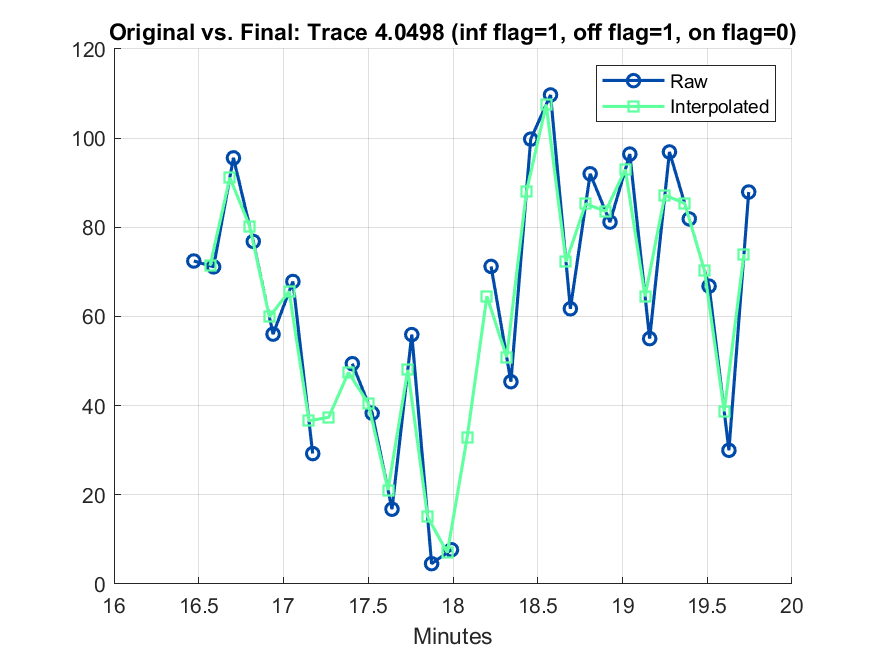 Original vs. Final: Trace 4.0498 (inf flag=1, off flag=1, on flag=0)
120
Raw
Interpolated
100
80
60
40
20
0
16 16.5 17 17.5 18 18.5 19 19.5 20
Minutes